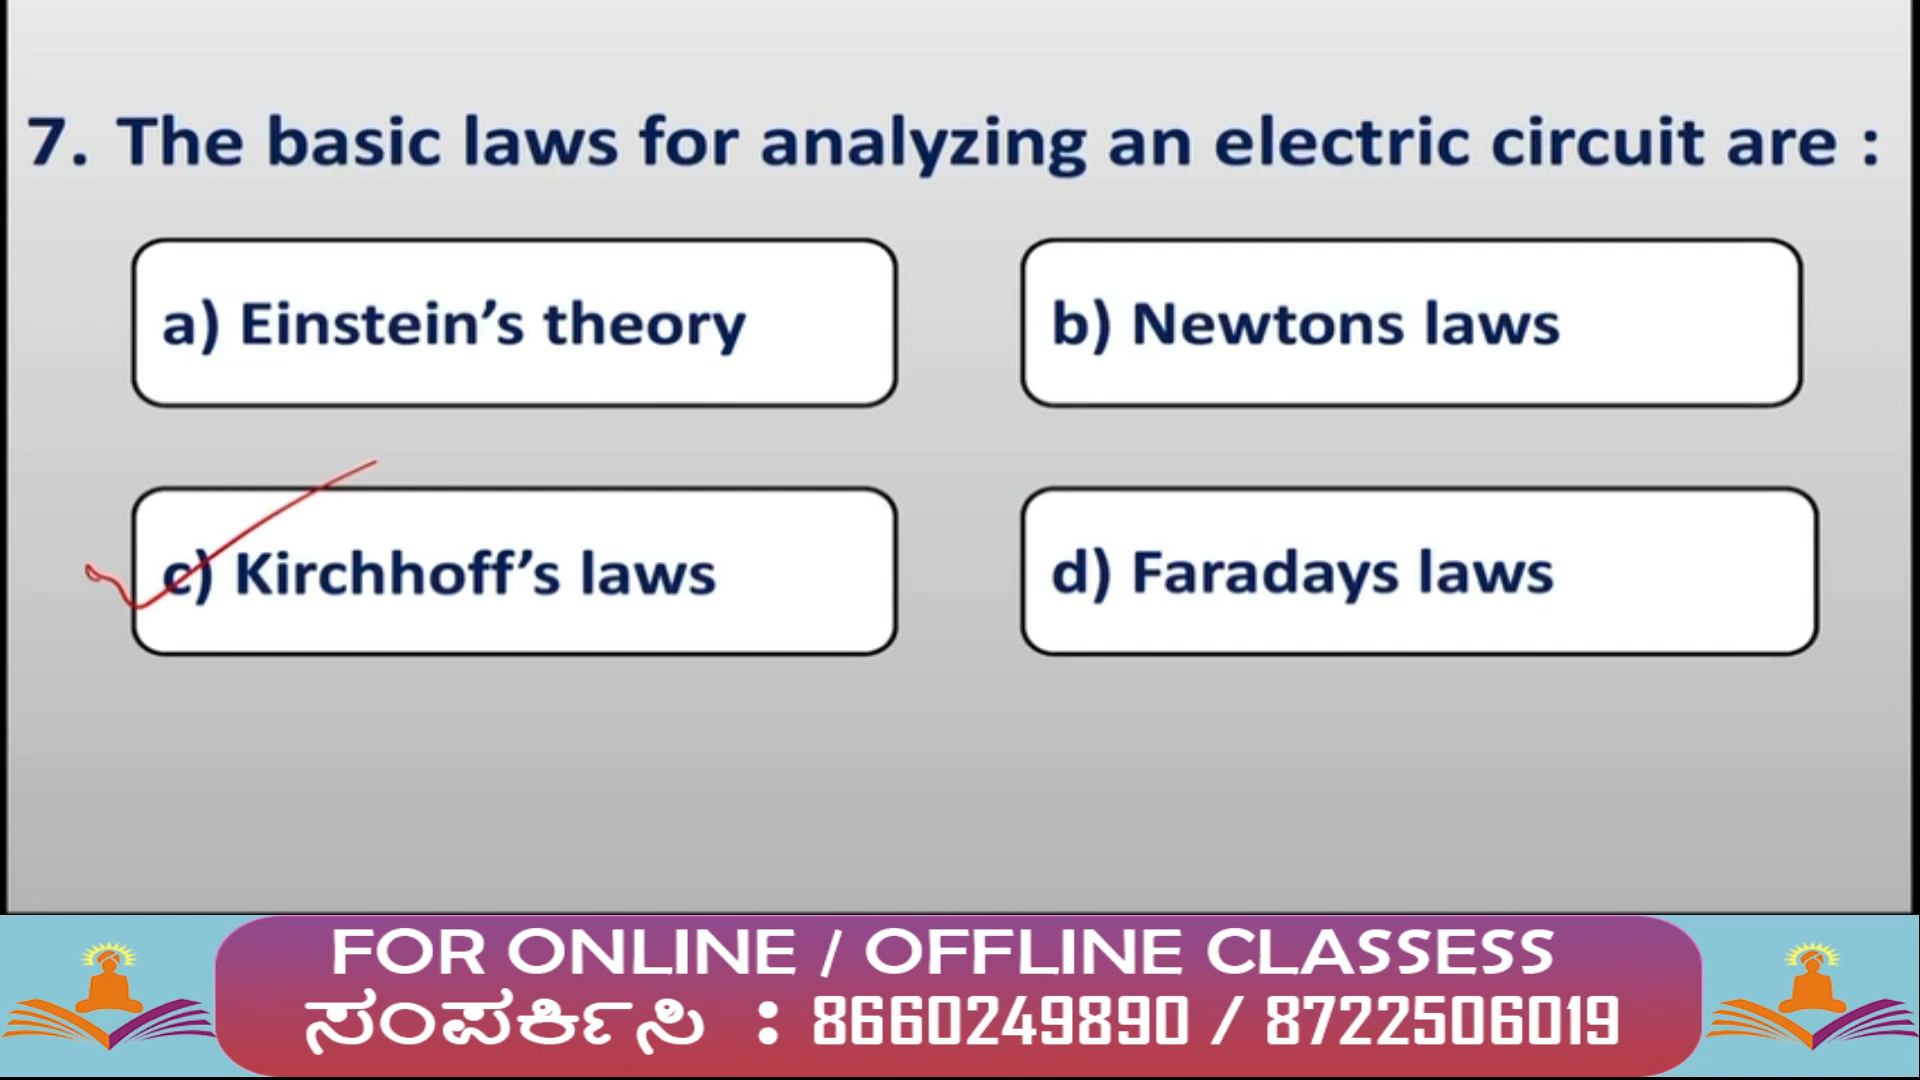 7. The basic laws for analyzing an electric circuit are :
a) Einstein’s theory
b) Newtons laws
c) Kirchhoff’s laws
d) Faradays laws
FOR ONLINE / OFFLINE CLASSESS
ಸಂಪರ್ಕಿಸಿ : 8660249890 / 8722506019